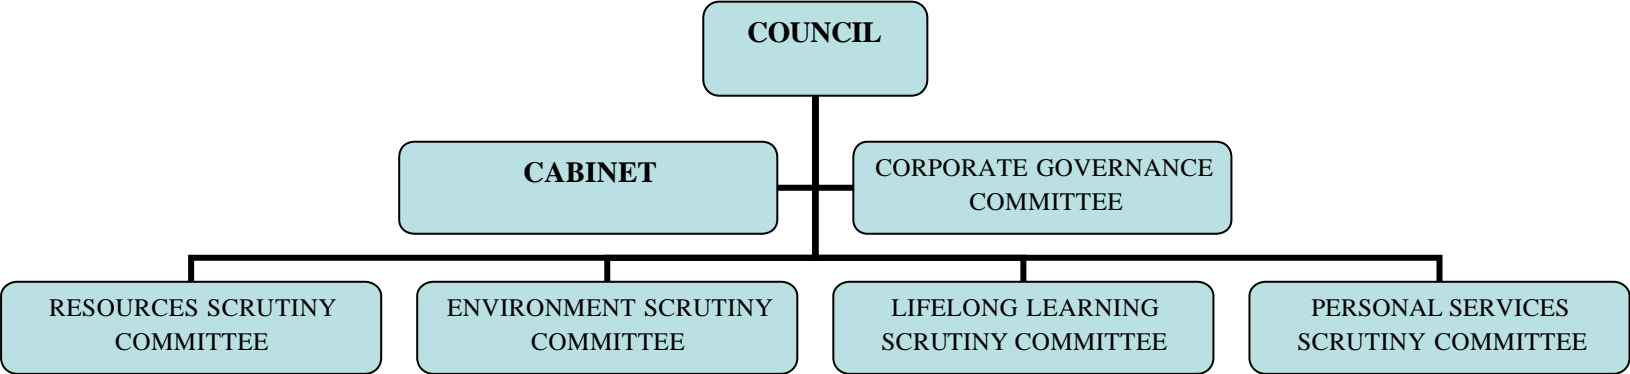 COUNCIL
CABINET
CORPORATE GOVERNANCE
COMMITTEE
RESOURCES SCRUTINY
COMMITTEE
ENVIRONMENT SCRUTINY
COMMITTEE
LIFELONG LEARNING
SCRUTINY COMMITTEE
PERSONAL SERVICES
SCRUTINY COMMITTEE